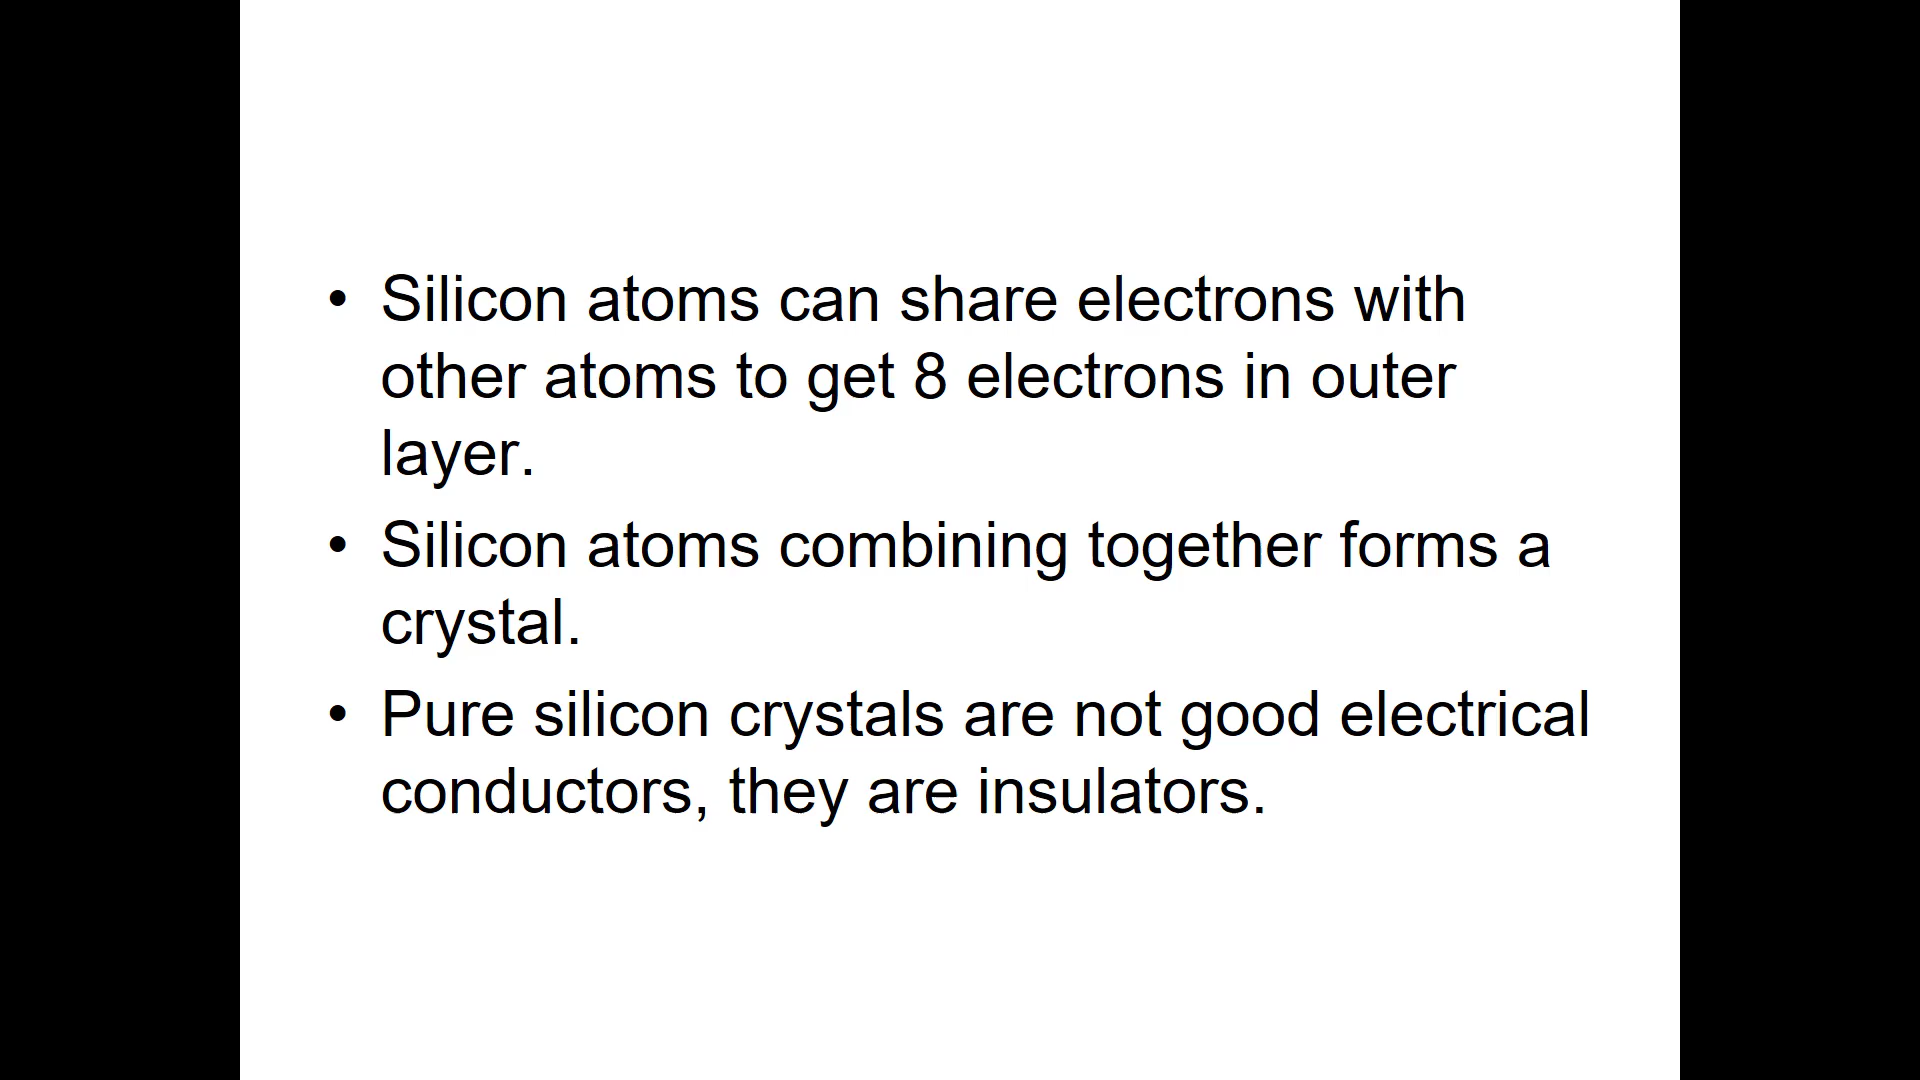 • Silicon atoms can share electrons with
other atoms to get 8 electrons in outer
layer.
• Silicon atoms combining together forms a
crystal.
• Pure silicon crystals are not good electrical
conductors, they are insulators.